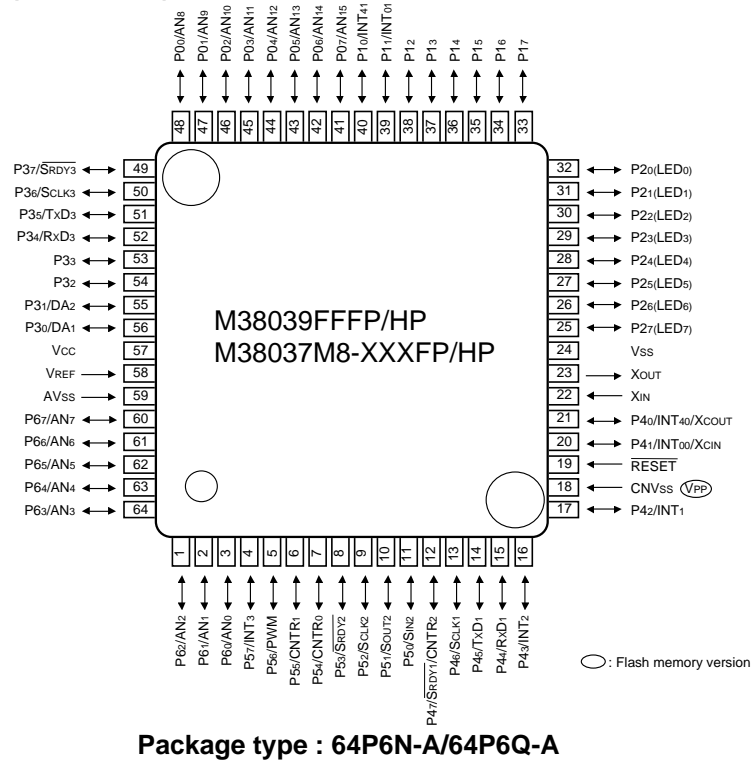 P00/AN8
P01/AN9
P02/AN10
P03/AN11
P04/AN12
P05/AN13
P06/AN14
P07/AN15
P10/INT41
P11/INT01
P12
P13
P14
P15
P16
P17
48
47
46
45
44
43
42
41
40
39
38
37
36
35
34
33
P37/SRDY3 49
P36/SCLK3 50
P35/TXD3 51
P34/RXD3 52
P33 53
P32 54
P31/DA2 55
P30/DA1 56
VCC 57
VREF 58
AVSS 59
P67/AN7 60
P66/AN6 61
P65/AN5 62
P64/AN4 63
P63/AN3 64
M38039FFFP/HP
M38037M8-XXXFP/HP
32 P20(LED0)
31 P21(LED1)
30 P22(LED2)
29 P23(LED3)
28 P24(LED4)
27 P25(LED5)
26 P26(LED6)
25 P27(LED7)
24 VSS
23 XOUT
22 XIN
21 P40/INT40/XCOUT
20 P41/INT00/XCIN
19 RESET
18 CNVSS VPP
17 P42/INT1
1
2
3
4
5
6
7
8
9
10
11
12
13
14
15
16
P62/AN2
P61/AN1
P60/AN0
P57/INT3
P56/PWM
P55/CNTR1
P54/CNTR0
P53/SRDY2
P52/SCLK2
P51/SOUT2
P50/SIN2
P47/SRDY1/CNTR2
P46/SCLK1
P45/TXD1
P44/RXD1
P43/INT2
: Flash memory version
Package type : 64P6N-A/64P6Q-A